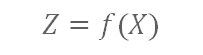 Z = f(X)